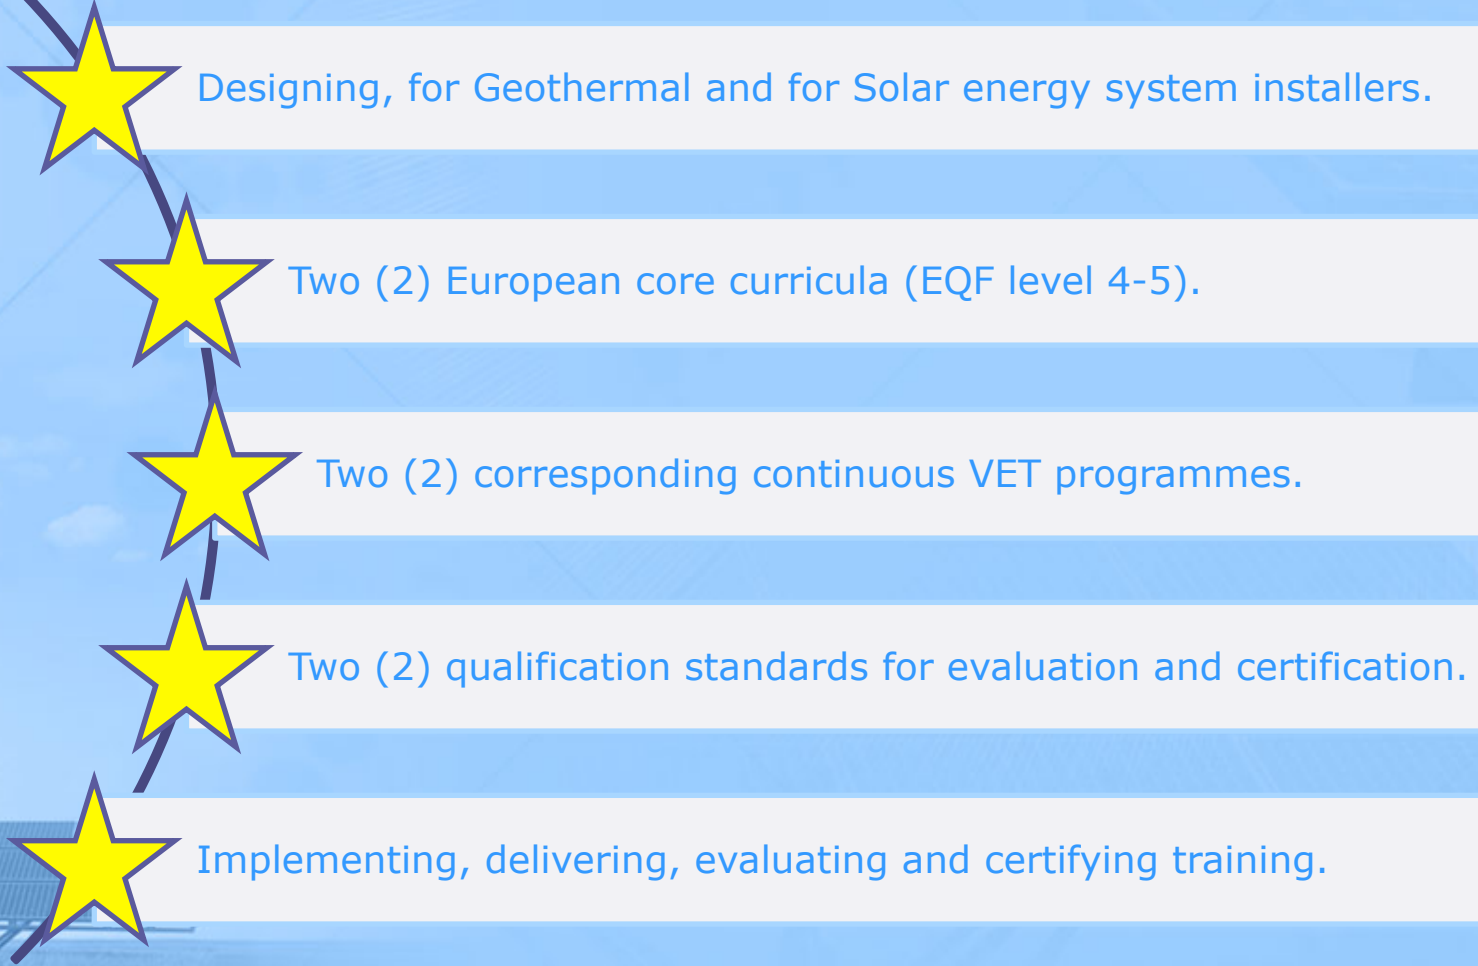 Designing, for Geothermal and for Solar energy system installers.
Two (2) European core curricula (EQF level 4-5).
Two (2) corresponding continuous VET programmes.
Two (2) qualification standards for evaluation and certification.
Implementing, delivering, evaluating and certifying training.